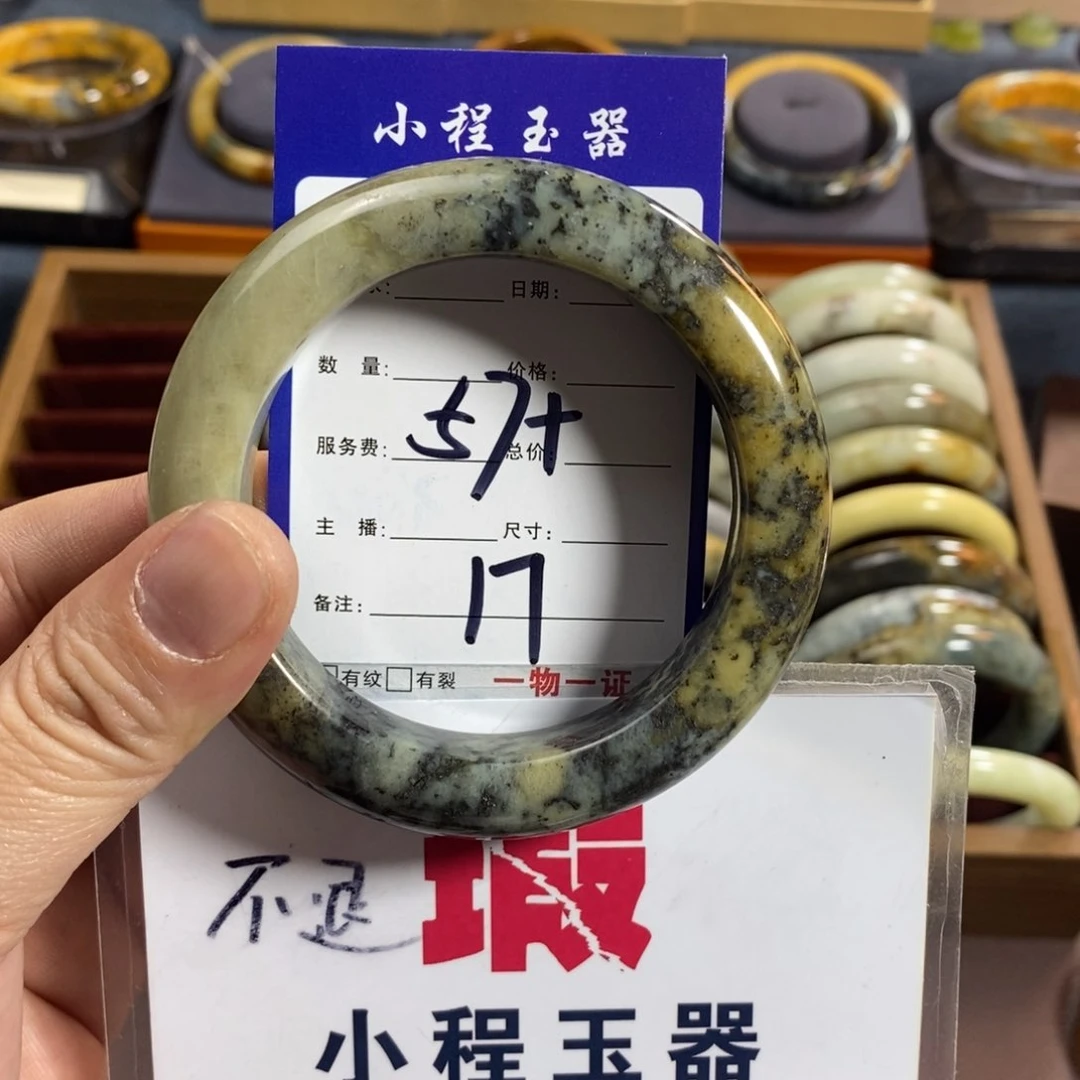 小程玉器
日期:
数 量: 价格:
57+
服务费: 总价:
主 播: 尺寸:
17
备注:
有纹 有裂 一物一证
不退 瑕
小程玉器